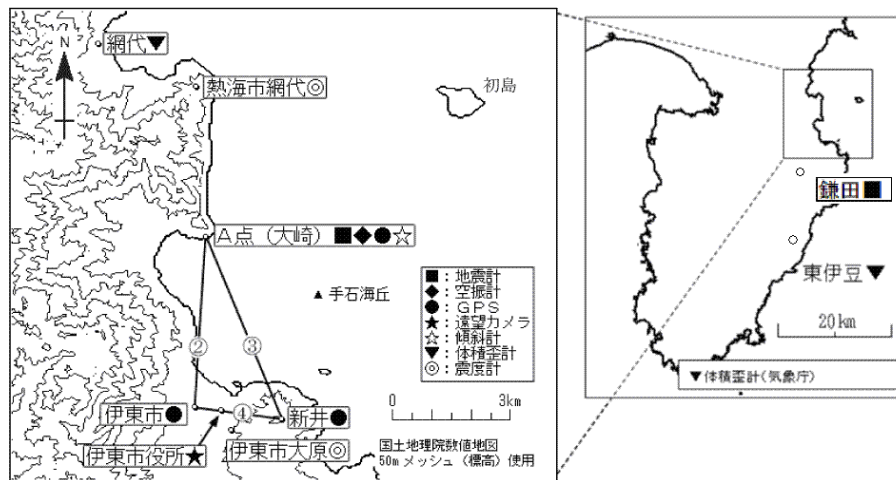 N
網代▼
熱海市網代◎
初島
A点（大崎）■◆●☆
▲手石海丘
■：地震計
◆：空振計
●：ＧＰＳ
★：遠望カメラ
☆：傾斜計
▼：体積歪計
◎：震度計
②
③
④
伊東市●
新井●
伊東市役所★
伊東市大原◎
0
3km
国土地理院数値地図
50mメッシュ（標高）使用
鎌田■
東伊豆▼
20km
▼体積歪計(気象庁)